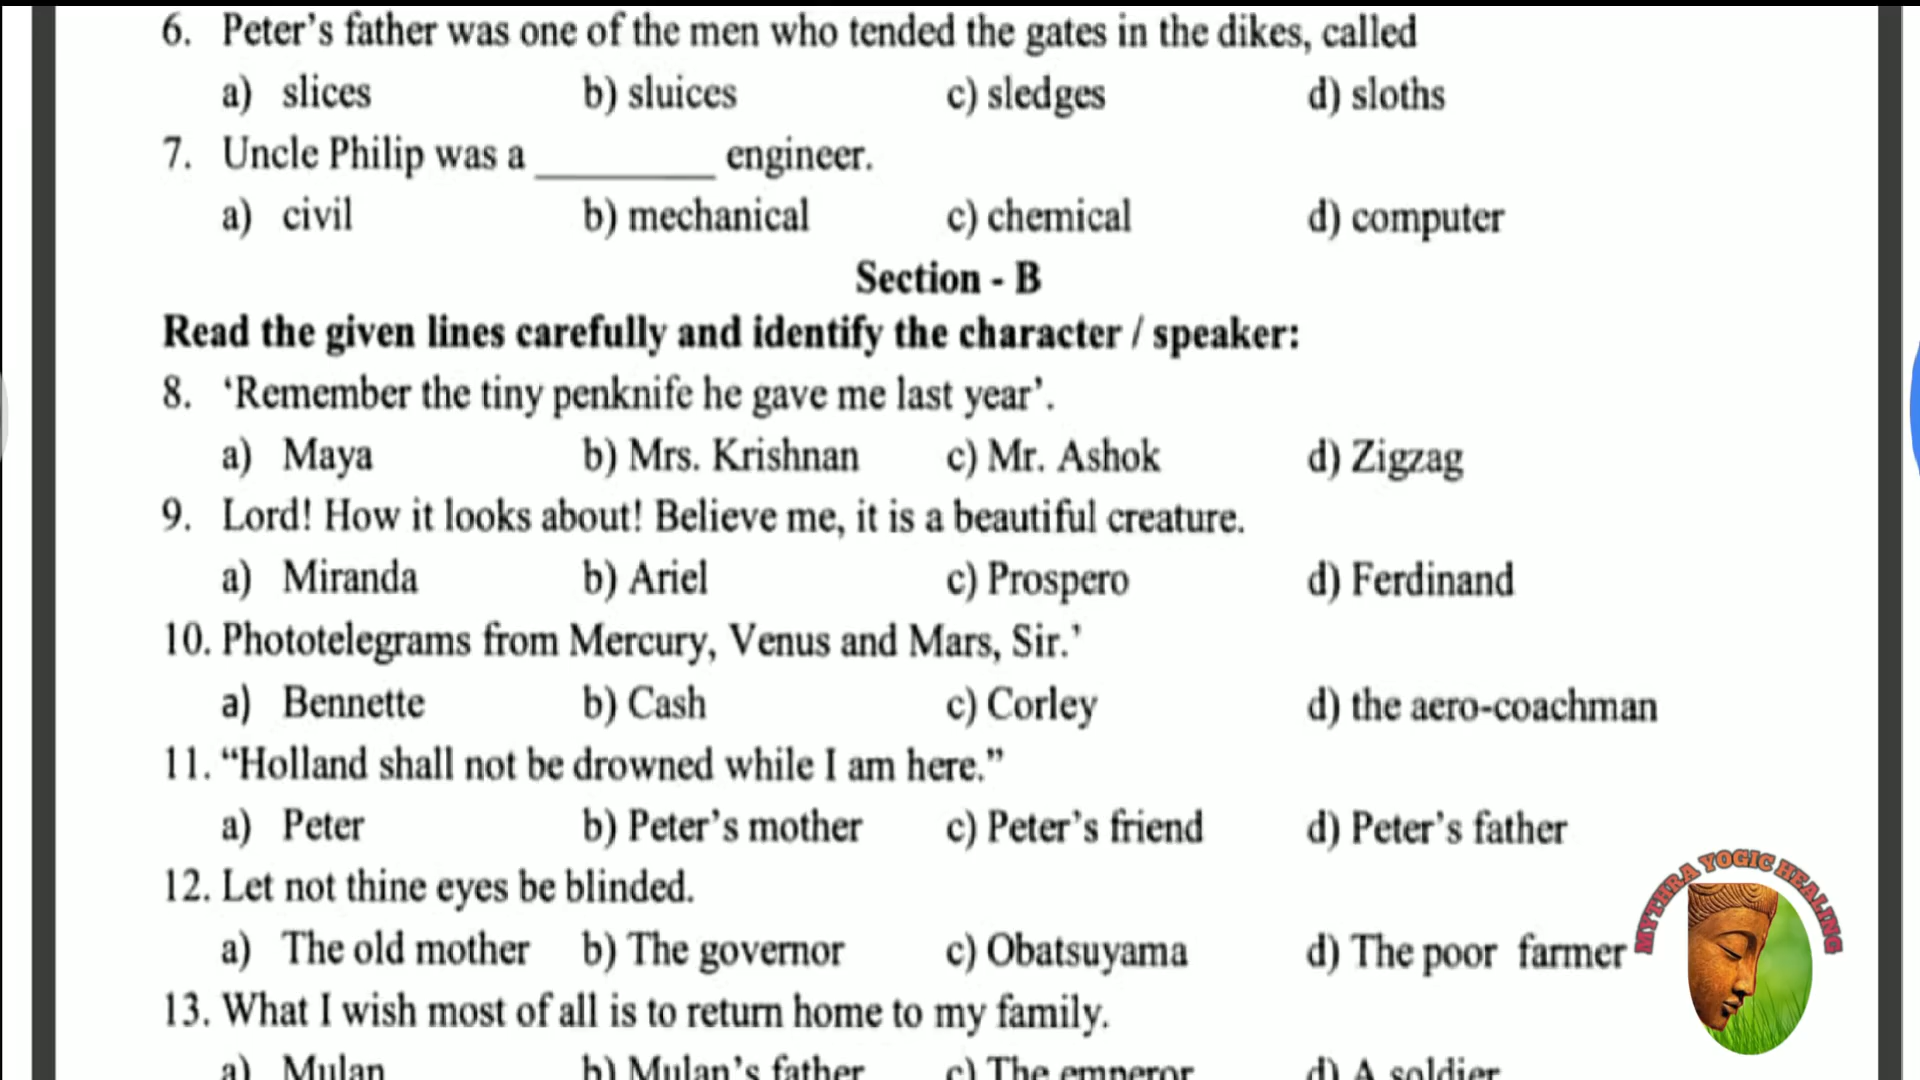 6. Peter’s father was one of the men who tended the gates in the dikes, called
a) slices b) sluices c) sledges d) sloths
7. Uncle Philip was a _________ engineer.
a) civil b) mechanical c) chemical d) computer
Section - B
Read the given lines carefully and identify the character / speaker:
8. ‘Remember the tiny penknife he gave me last year’.
a) Maya b) Mrs. Krishnan c) Mr. Ashok d) Zigzag
9. Lord! How it looks about! Believe me, it is a beautiful creature.
a) Miranda b) Ariel c) Prospero d) Ferdinand
10. Phototelegrams from Mercury, Venus and Mars, Sir.’
a) Bennette b) Cash c) Corley d) the aero-coachman
11. “Holland shall not be drowned while I am here.”
a) Peter b) Peter’s mother c) Peter’s friend d) Peter’s father
12. Let not thine eyes be blinded.
a) The old mother b) The governor c) Obatsuyama d) The poor farmer
MYTHRA YOGIC HEALING
13. What I wish most of all is to return home to my family.
a) Mulan b) Mulan’s father c) The emperor d) A soldier